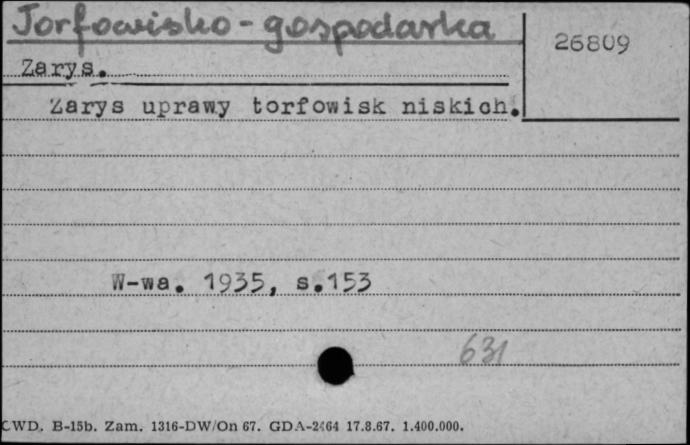 Torfowisko - gospodarka
26809
Zarys.
Zarys uprawy torfowisk niskich.
W-wa. 1935, s.153
631
CWD. B-15b. Zam. 1316-DW/On 67. GDA-2464 17.8.67. 1.400.000.